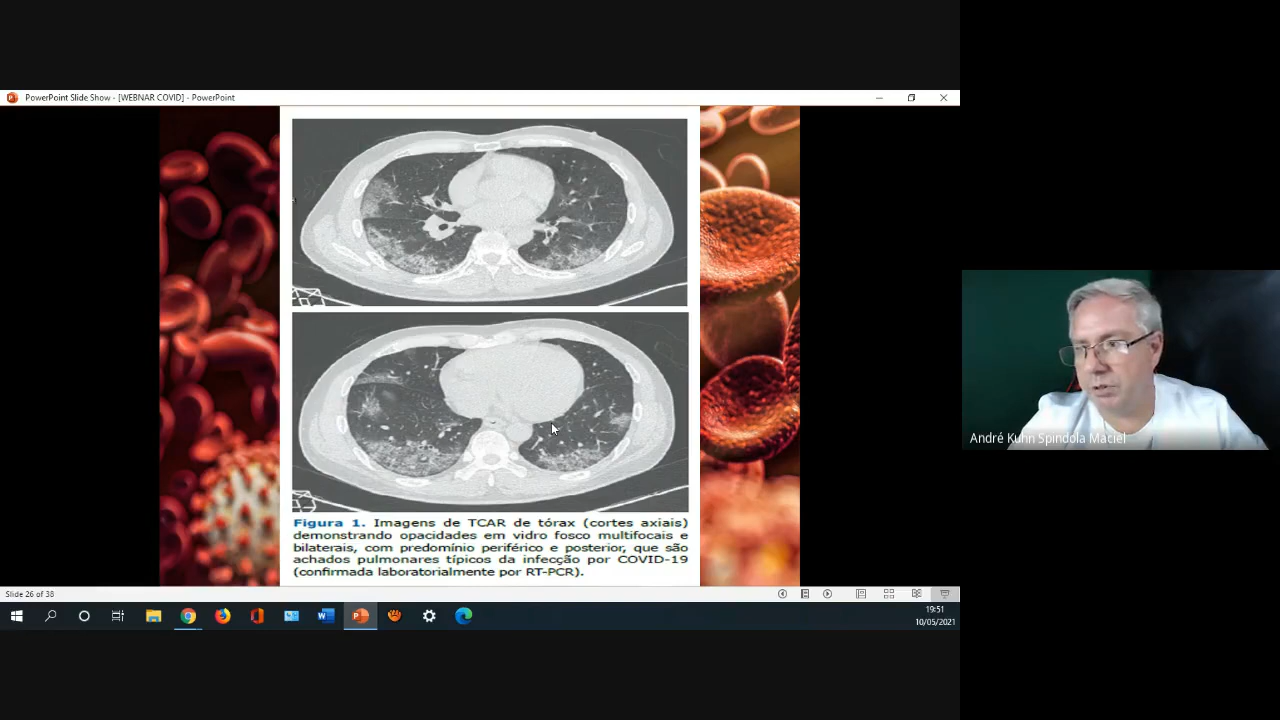 PowerPoint Slide Show - [WEBNAR COVID] - PowerPoint
Figura 1. Imagens de TCAR de tórax (cortes axiais)
demonstrando opacidades em vidro fosco multifocais e
bilaterais, com predomínio periférico e posterior, que são
achados pulmonares típicos da infecção por COVID-19
(confirmada laboratorialmente por RT-PCR).
André Kuhn Spindola Maciel
Slide 26 of 38
19:51
10/05/2021